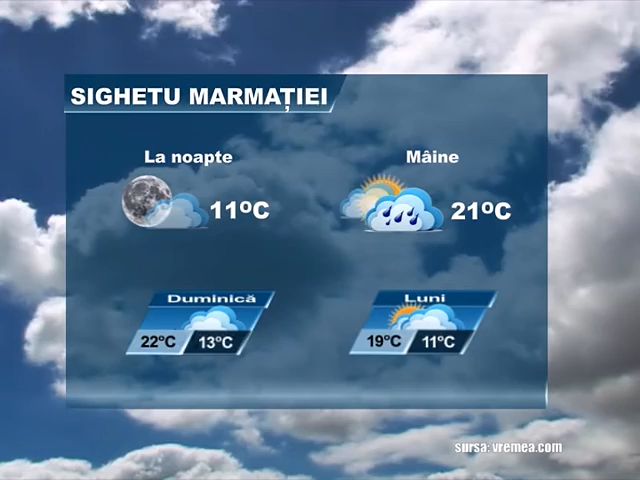 SIGHETU MARMAȚIEI
La noapte
Mâine
11ºC
21ºC
Duminică
Luni
22ºC
13ºC
19ºC
11ºC
sursa: vremea.com